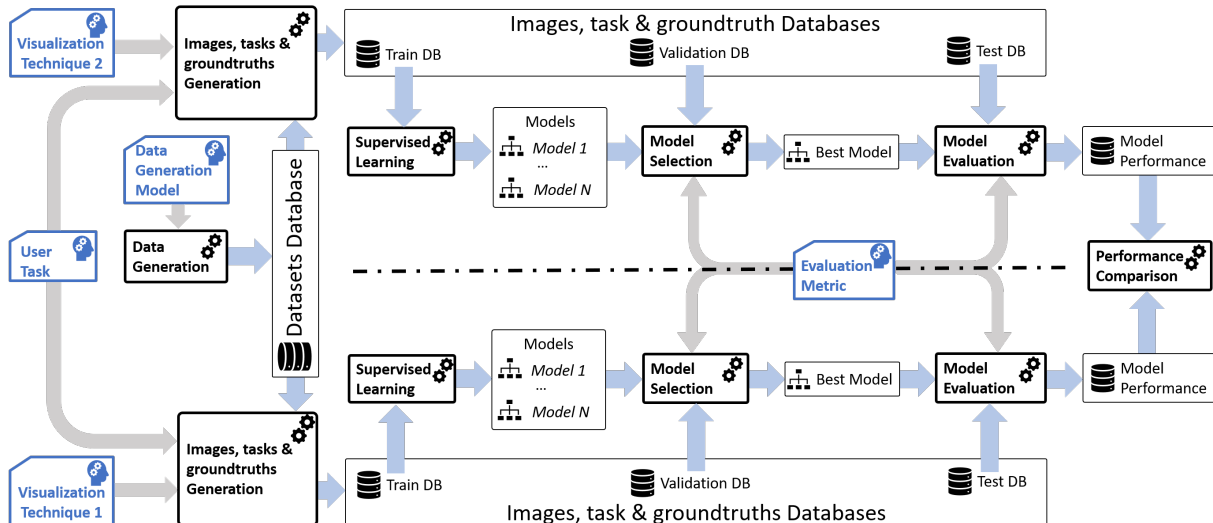 Visualization
Technique 2
Images, tasks &
groundtruths
Generation
Images, task & groundtruth Databases
Train DB
Validation DB
Test DB
Supervised
Learning
Models
Model 1
...
Model N
Model
Selection
Best Model
Model
Evaluation
Model
Performance
Data
Generation
Model
User
Task
Data
Generation
Datasets Database
Evaluation
Metric
Performance
Comparison
Supervised
Learning
Models
Model 1
...
Model N
Model
Selection
Best Model
Model
Evaluation
Model
Performance
Visualization
Technique 1
Images, tasks &
groundtruths
Generation
Train DB
Validation DB
Test DB
Images, task & groundtruths Databases